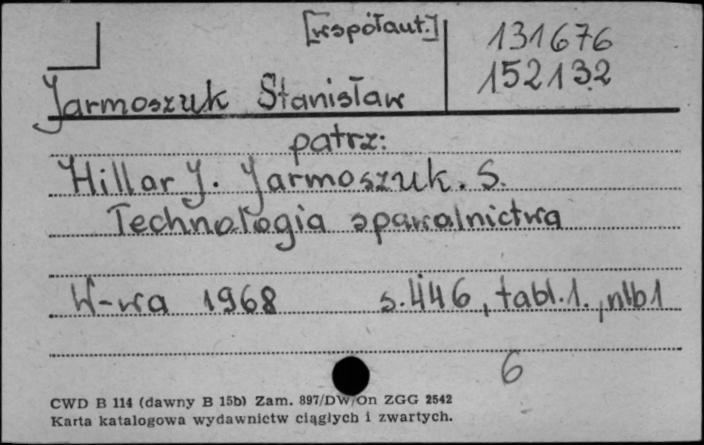 [współaut.]
131676
152132
Jarmoszuk Stanisław
patrz:
Hillar J. Jarmoszuk. S.
Technologia spawalnictwa
W-wa 1968 s.446, tabl.1., nlb1
6
CWD B 114 (dawny B 15b) Zam. 897/DW/On ZGG 2542
Karta katalogowa wydawnictw ciągłych i zwartych.